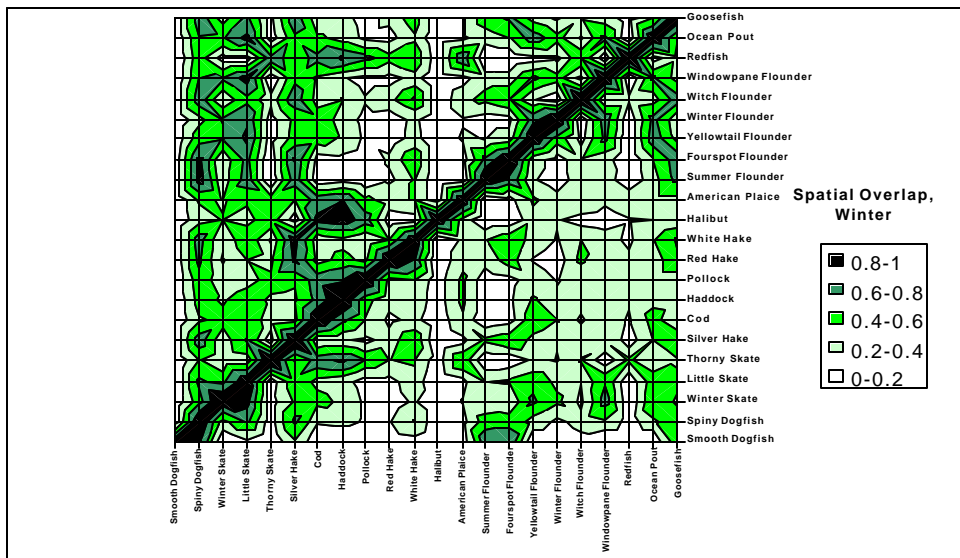 Goosefish
Ocean Pout
Redfish
Windowpane Flounder
Witch Flounder
Winter Flounder
Yellowtail Flounder
Fourspot Flounder
Summer Flounder
American Plaice
Halibut
White Hake
Red Hake
Pollock
Haddock
Cod
Silver Hake
Thorny Skate
Little Skate
Winter Skate
Spiny Dogfish
Smooth Dogfish
Smooth Dogfish
Spiny Dogfish
Winter Skate
Little Skate
Thorny Skate
Silver Hake
Cod
Haddock
Pollock
Red Hake
White Hake
Halibut
American Plaice
Summer Flounder
Fourspot Flounder
Yellowtail Flounder
Winter Flounder
Witch Flounder
Windowpane Flounder
Redfish
Ocean Pout
Goosefish
Spatial Overlap,
Winter
0.8-1
0.6-0.8
0.4-0.6
0.2-0.4
0-0.2